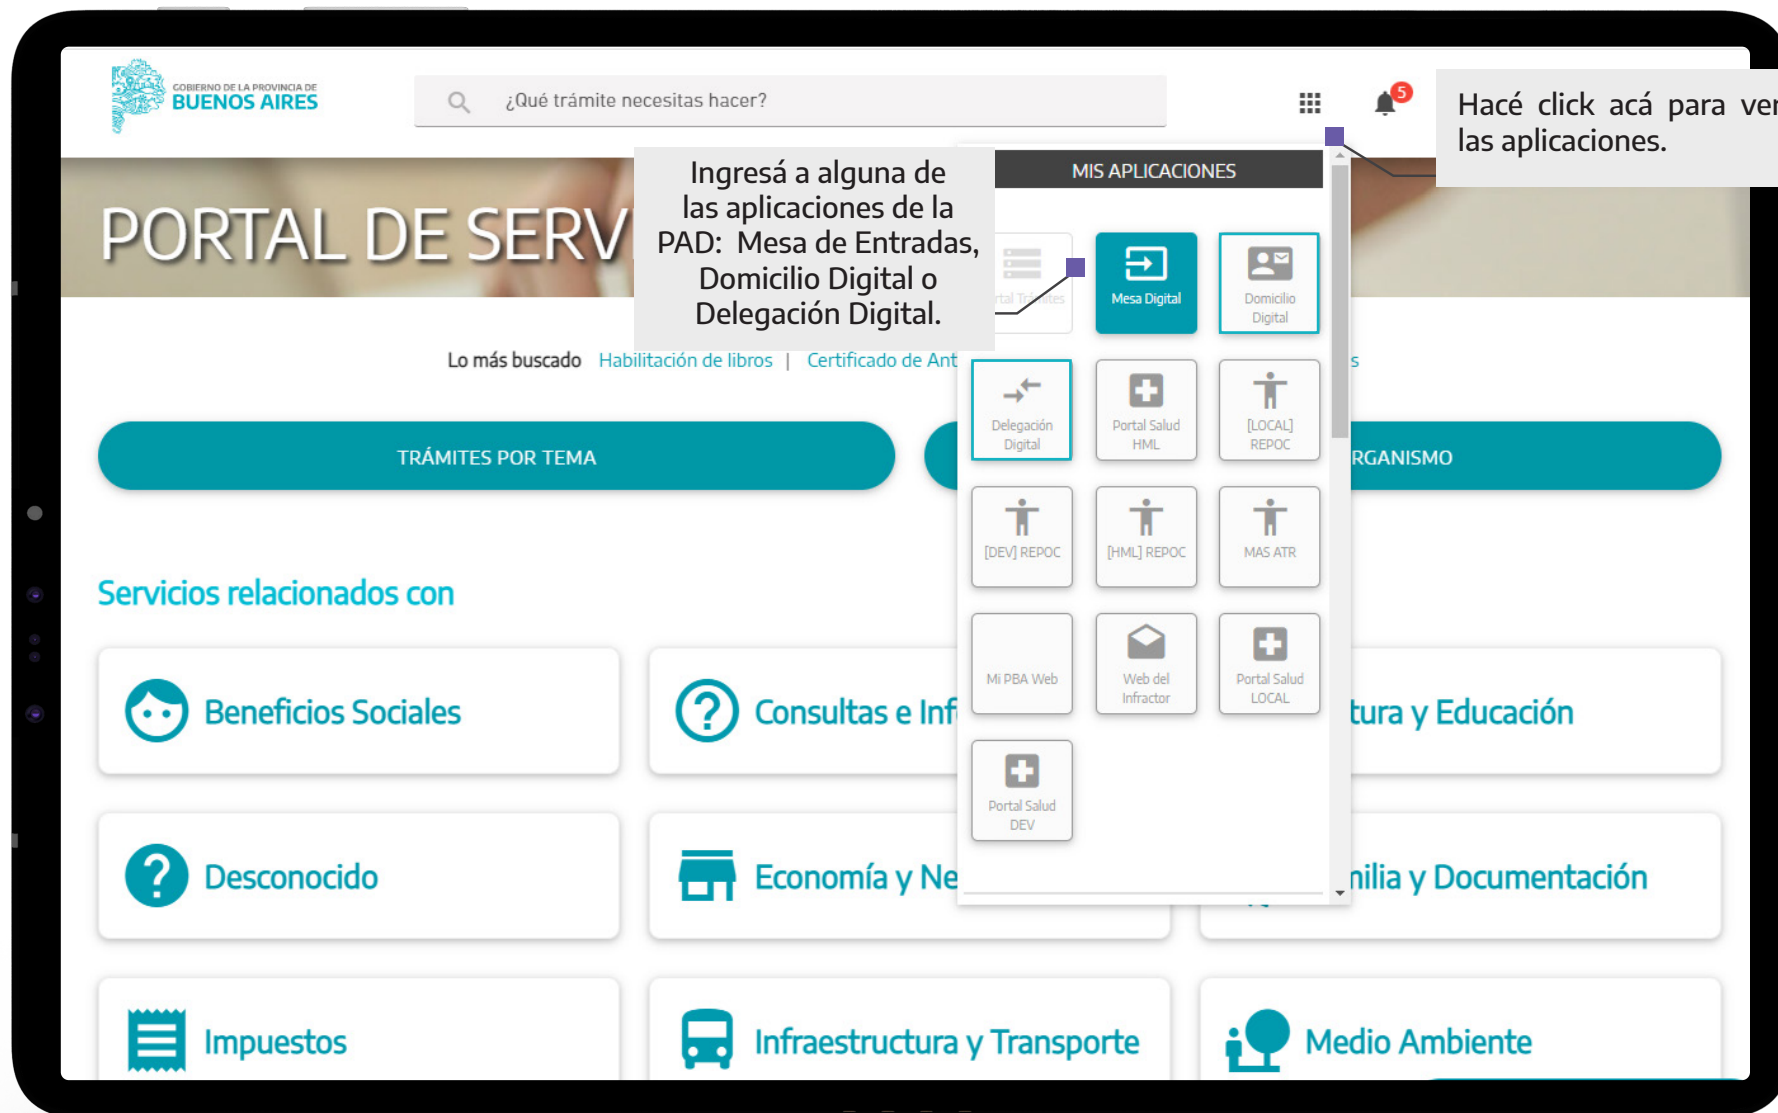 GOBIERNO DE LA PROVINCIA DE
BUENOS AIRES
¿Qué trámite necesitas hacer?
5
Hacé click acá para ver
las aplicaciones.
PORTAL DE SERV
Ingresá a alguna de
las aplicaciones de la
PAD: Mesa de Entradas,
Domicilio Digital o
Delegación Digital.
MIS APLICACIONES
Trámites
Mesa Digital
Domicilio
Digital
Lo más buscado Habilitación de libros | Certificado de Ant
s
Delegación
Digital
Portal Salud
HML
[LOCAL]
REPOC
TRÁMITES POR TEMA
RGANISMO
[DEV] REPOC
[HML] REPOC
MAS ATR
Servicios relacionados con
Mi PBA Web
Web del
Infractor
Portal Salud
LOCAL
Beneficios Sociales
Consultas e Inf
tura y Educación
Portal Salud
DEV
Desconocido
Economía y Ne
milia y Documentación
Impuestos
Infraestructura y Transporte
Medio Ambiente